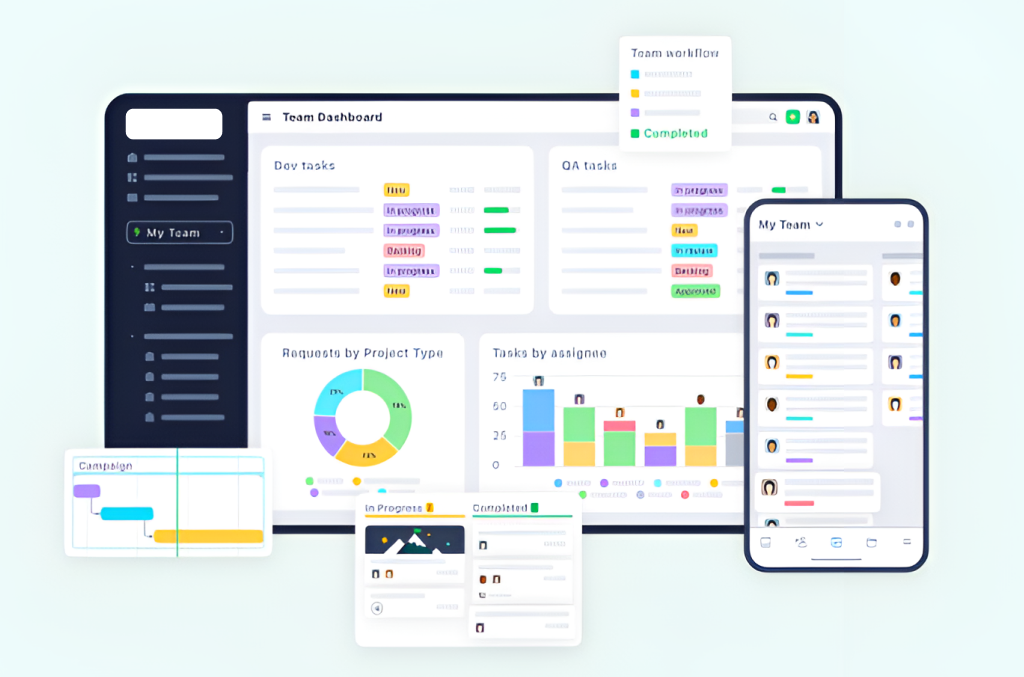 Team workflow
Completed
Team Dashboard
My Team
Dev tasks
New
In progress
In progress
In progress
New
QA tasks
In progress
In progress
New
In review
Approved
My Team
Requests by Project Type
Tasks by assignee
75
50
25
0
Campaign
In Progress
Completed